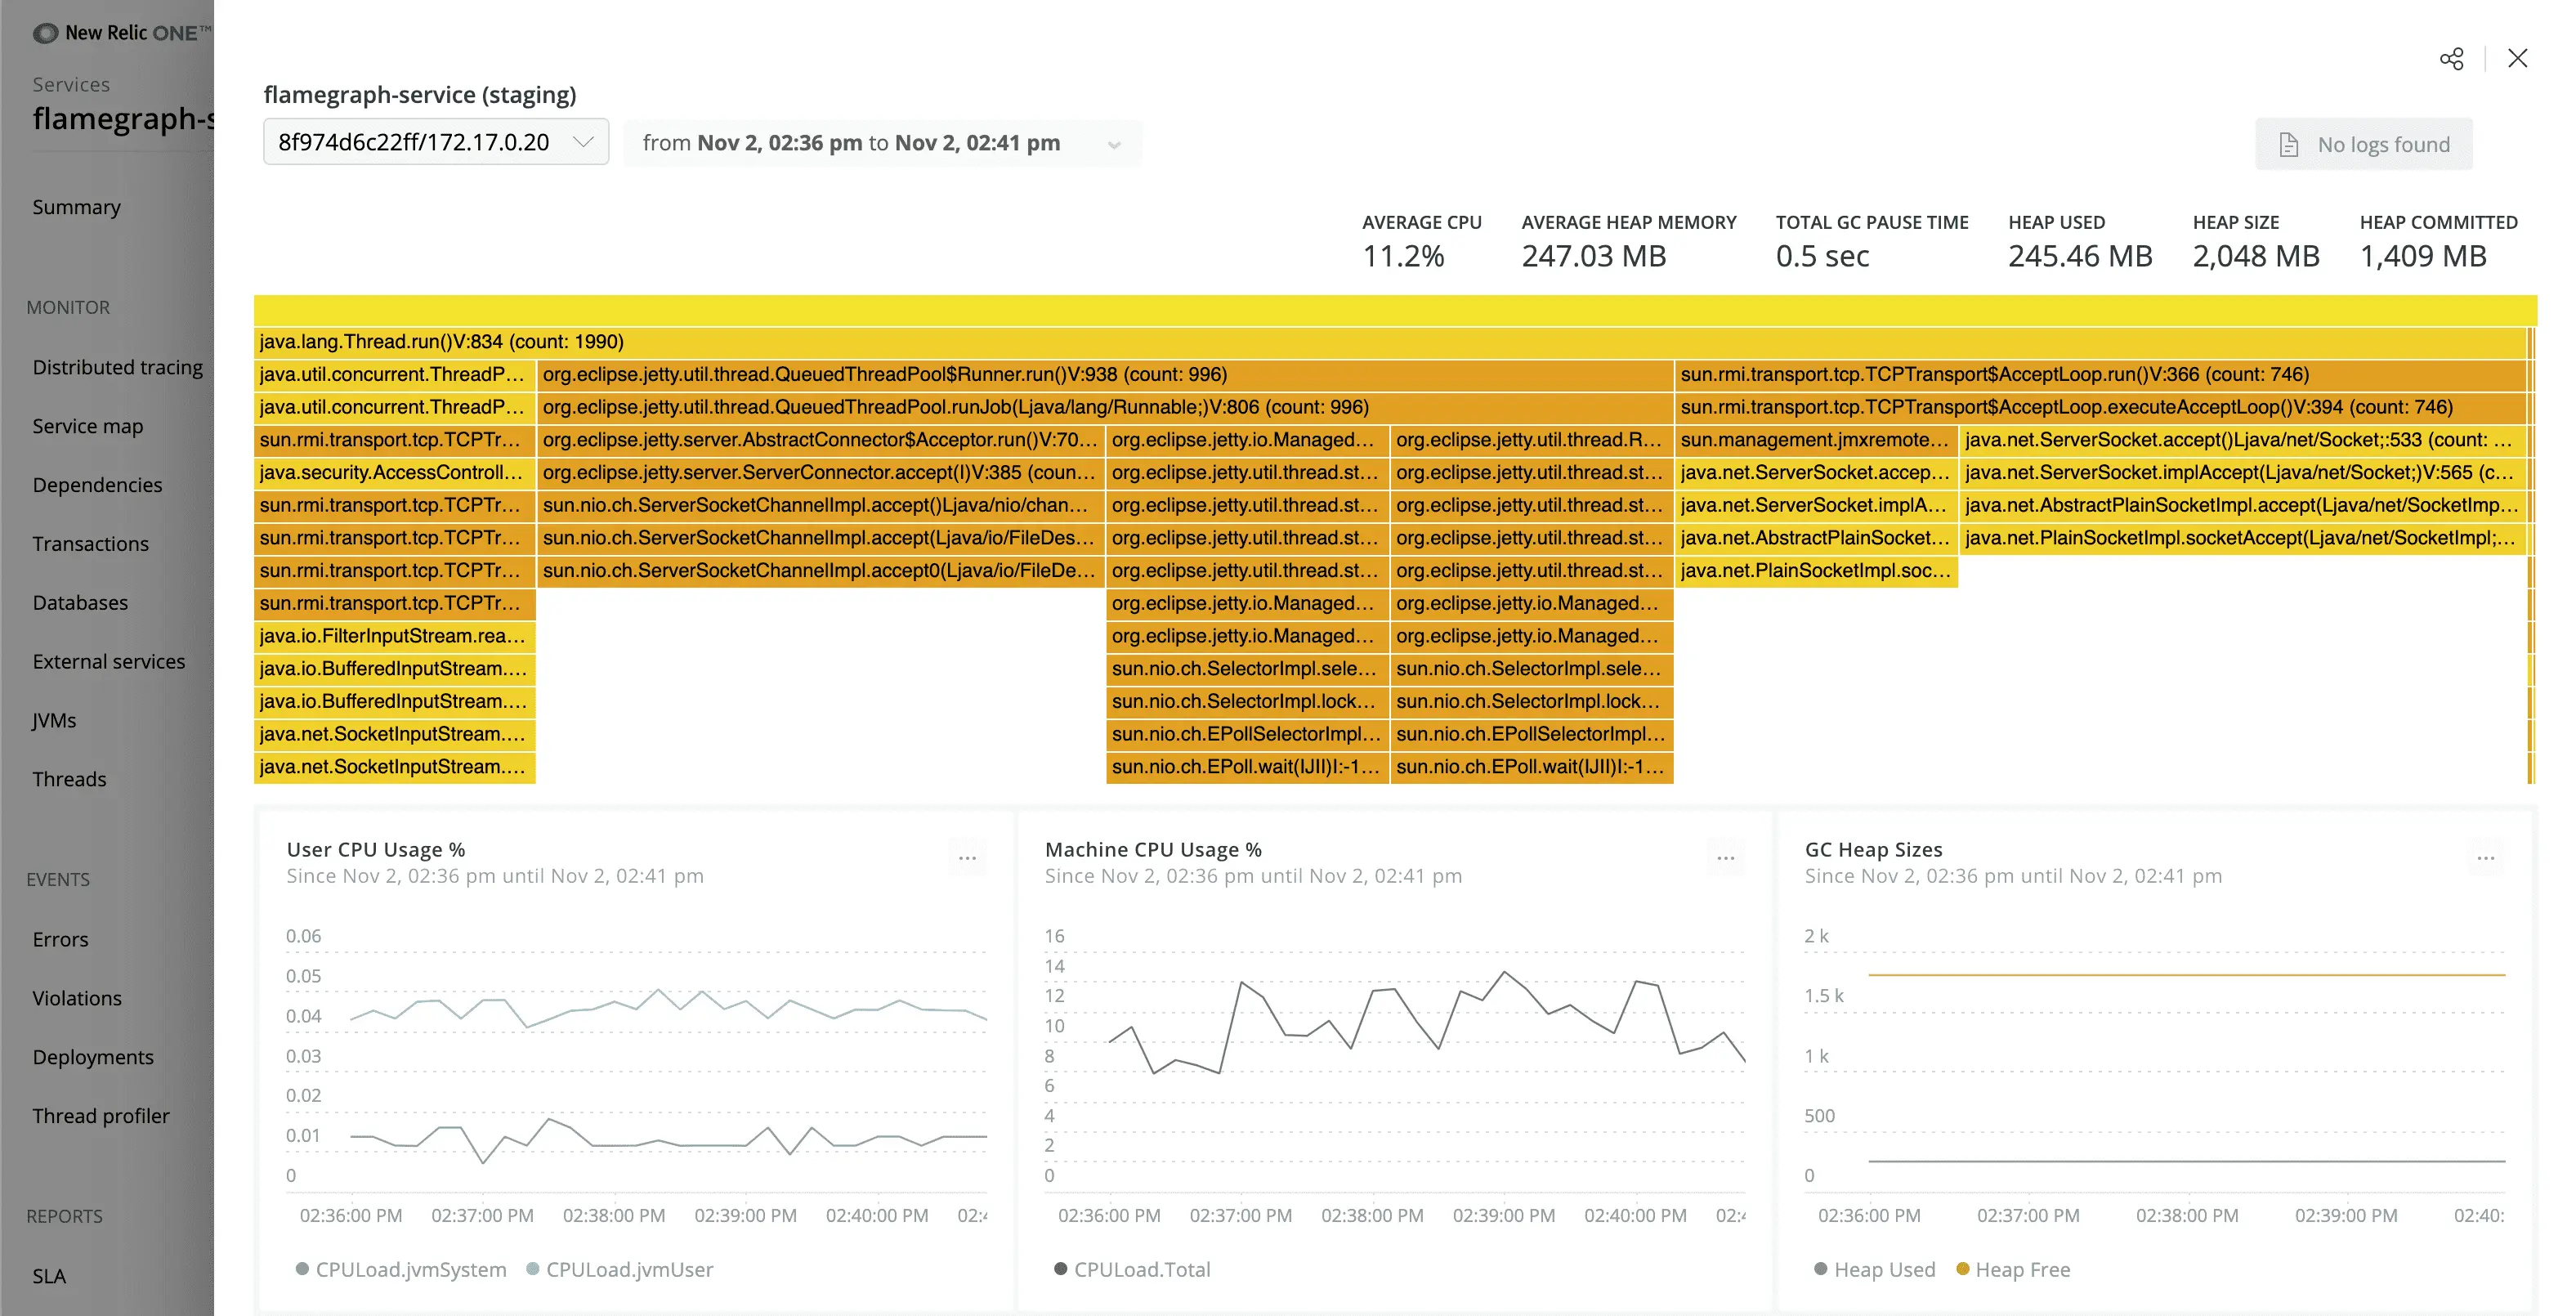 New Relic ONE™
Services
flamegraph-s
Summary
MONITOR
Distributed tracing
Service map
Dependencies
Transactions
Databases
External services
JVMs
Threads
EVENTS
Errors
Violations
Deployments
Thread profiler
REPORTS
SLA
flamegraph-service (staging)
8f974d6c22ff/172.17.0.20
from Nov 2, 02:36 pm to Nov 2, 02:41 pm
No logs found
AVERAGE CPU AVERAGE HEAP MEMORY TOTAL GC PAUSE TIME HEAP USED HEAP SIZE HEAP COMMITTED
11.2% 247.03 MB 0.5 sec 245.46 MB 2,048 MB 1,409 MB
java.lang.Thread.run()V:834 (count: 1990)
java.util.concurrent.ThreadP... org.eclipse.jetty.util.thread.QueuedThreadPool$Runner.run()V:938 (count: 996) sun.rmi.transport.tcp.TCPTransport$AcceptLoop.run()V:366 (count: 746)
java.util.concurrent.ThreadP... org.eclipse.jetty.util.thread.QueuedThreadPool.runJob(Ljava/lang/Runnable;)V:806 (count: 996) sun.rmi.transport.tcp.TCPTransport$AcceptLoop.executeAcceptLoop()V:394 (count: 746)
sun.rmi.transport.tcp.TCPTr... org.eclipse.jetty.server.AbstractConnector$Acceptor.run()V:70... org.eclipse.jetty.io.Managed... org.eclipse.jetty.util.thread.R... sun.management.jmxremote... java.net.ServerSocket.accept()Ljava/net/Socket;:533 (count: ...
java.security.AccessControll... org.eclipse.jetty.server.ServerConnector.accept(I)V:385 (coun... org.eclipse.jetty.util.thread.st... org.eclipse.jetty.util.thread.st... java.net.ServerSocket.accep... java.net.ServerSocket.implAccept(Ljava/net/Socket;)V:565 (c...
sun.rmi.transport.tcp.TCPTr... sun.nio.ch.ServerSocketChannelImpl.accept()Ljava/nio/chan... org.eclipse.jetty.util.thread.st... org.eclipse.jetty.util.thread.st... java.net.ServerSocket.implA... java.net.AbstractPlainSocketImpl.accept(Ljava/net/SocketImp...
sun.rmi.transport.tcp.TCPTr... sun.nio.ch.ServerSocketChannelImpl.accept(Ljava/io/FileDes... org.eclipse.jetty.util.thread.st... org.eclipse.jetty.util.thread.st... java.net.AbstractPlainSocket... java.net.PlainSocketImpl.socketAccept(Ljava/net/SocketImpl;...
sun.rmi.transport.tcp.TCPTr... sun.nio.ch.ServerSocketChannelImpl.accept0(Ljava/io/FileDe... org.eclipse.jetty.util.thread.st... org.eclipse.jetty.util.thread.st... java.net.PlainSocketImpl.soc...
sun.rmi.transport.tcp.TCPTr... org.eclipse.jetty.io.Managed... org.eclipse.jetty.io.Managed...
java.io.FilterInputStream.rea... org.eclipse.jetty.io.Managed... org.eclipse.jetty.io.Managed...
java.io.BufferedInputStream.... sun.nio.ch.SelectorImpl.sele... sun.nio.ch.SelectorImpl.sele...
java.io.BufferedInputStream.... sun.nio.ch.SelectorImpl.lock... sun.nio.ch.SelectorImpl.lock...
java.net.SocketInputStream.... sun.nio.ch.EPollSelectorImpl... sun.nio.ch.EPollSelectorImpl...
java.net.SocketInputStream.... sun.nio.ch.EPoll.wait(IJII)I:-1... sun.nio.ch.EPoll.wait(IJII)I:-1...
User CPU Usage %
Since Nov 2, 02:36 pm until Nov 2, 02:41 pm
0.06
0.05
0.04
0.03
0.02
0.01
0
02:36:00 PM 02:37:00 PM 02:38:00 PM 02:39:00 PM 02:40:00 PM 02:4
CPULoad.jvmSystem CPULoad.jvmUser
Machine CPU Usage %
Since Nov 2, 02:36 pm until Nov 2, 02:41 pm
16
14
12
10
8
6
4
2
0
02:36:00 PM 02:37:00 PM 02:38:00 PM 02:39:00 PM 02:40:00 PM 02:4
CPULoad.Total
GC Heap Sizes
Since Nov 2, 02:36 pm until Nov 2, 02:41 pm
2 k
1.5 k
1 k
500
0
02:36:00 PM 02:37:00 PM 02:38:00 PM 02:39:00 PM 02:40:
Heap Used Heap Free